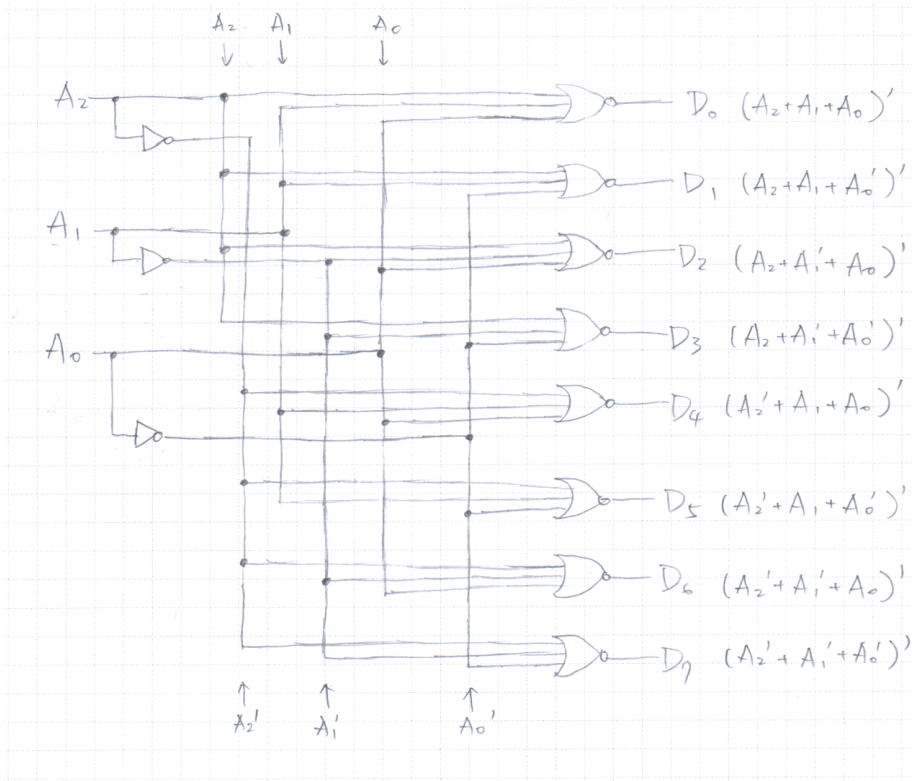 A₂ A₁ A₀
A₂
A₁
A₀
D₀ (A₂+A₁+A₀)'
D₁ (A₂+A₁+A₀')'
D₂ (A₂+A₁'+A₀)'
D₃ (A₂+A₁'+A₀')'
D₄ (A₂'+A₁+A₀)'
D₅ (A₂'+A₁+A₀')'
D₆ (A₂'+A₁'+A₀)'
D₇ (A₂'+A₁'+A₀')'
A₂' A₁' A₀'